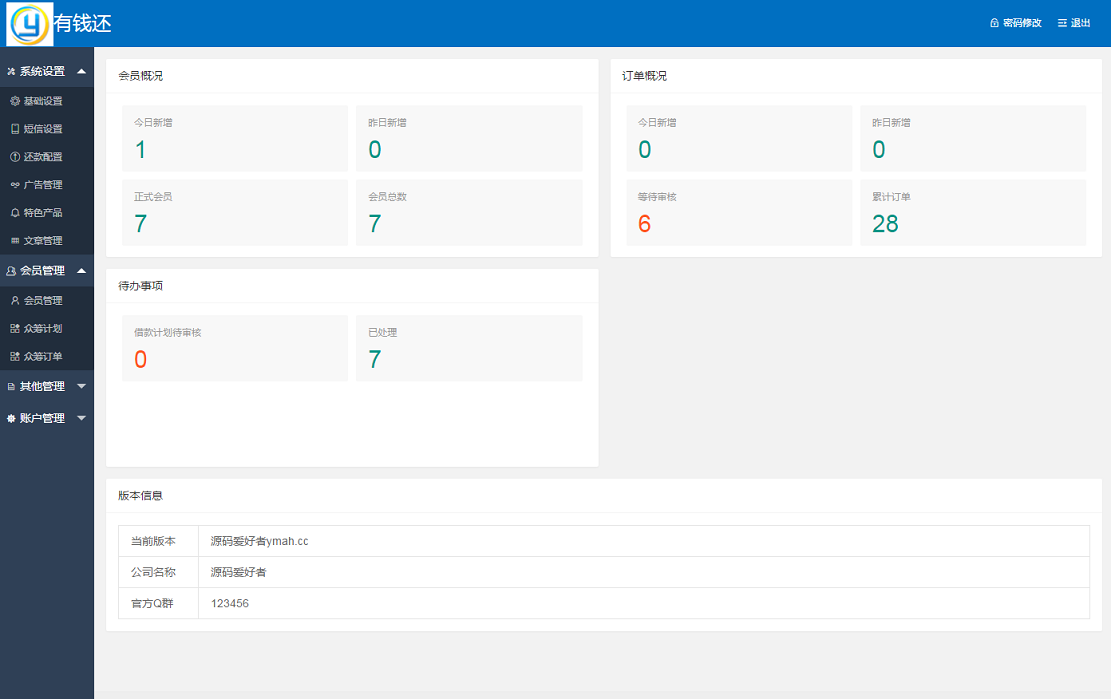 有钱还
密码修改 退出
系统设置
基础设置
短信设置
还款配置
广告管理
特色产品
文章管理
会员管理
会员管理
众筹计划
众筹订单
其他管理
账户管理
会员概况
今日新增 昨日新增
1 0
正式会员 会员总数
7 7
订单概况
今日新增 昨日新增
0 0
等待审核 累计订单
6 28
待办事项
借款计划待审核 已处理
0 7
版本信息
当前版本 源码爱好者ymah.cc
公司名称 源码爱好者
官方Q群 123456